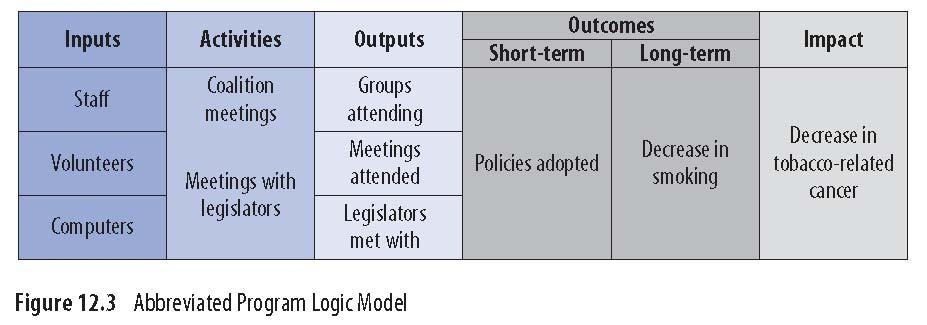 Inputs
Activities
Outputs
Outcomes
Short-term
Long-term
Impact
Staff
Volunteers
Computers
Coalition
meetings
Meetings with
legislators
Groups
attending
Meetings
attended
Legislators
met with
Policies adopted
Decrease in
smoking
Decrease in
tobacco-related
cancer
Figure 12.3 Abbreviated Program Logic Model